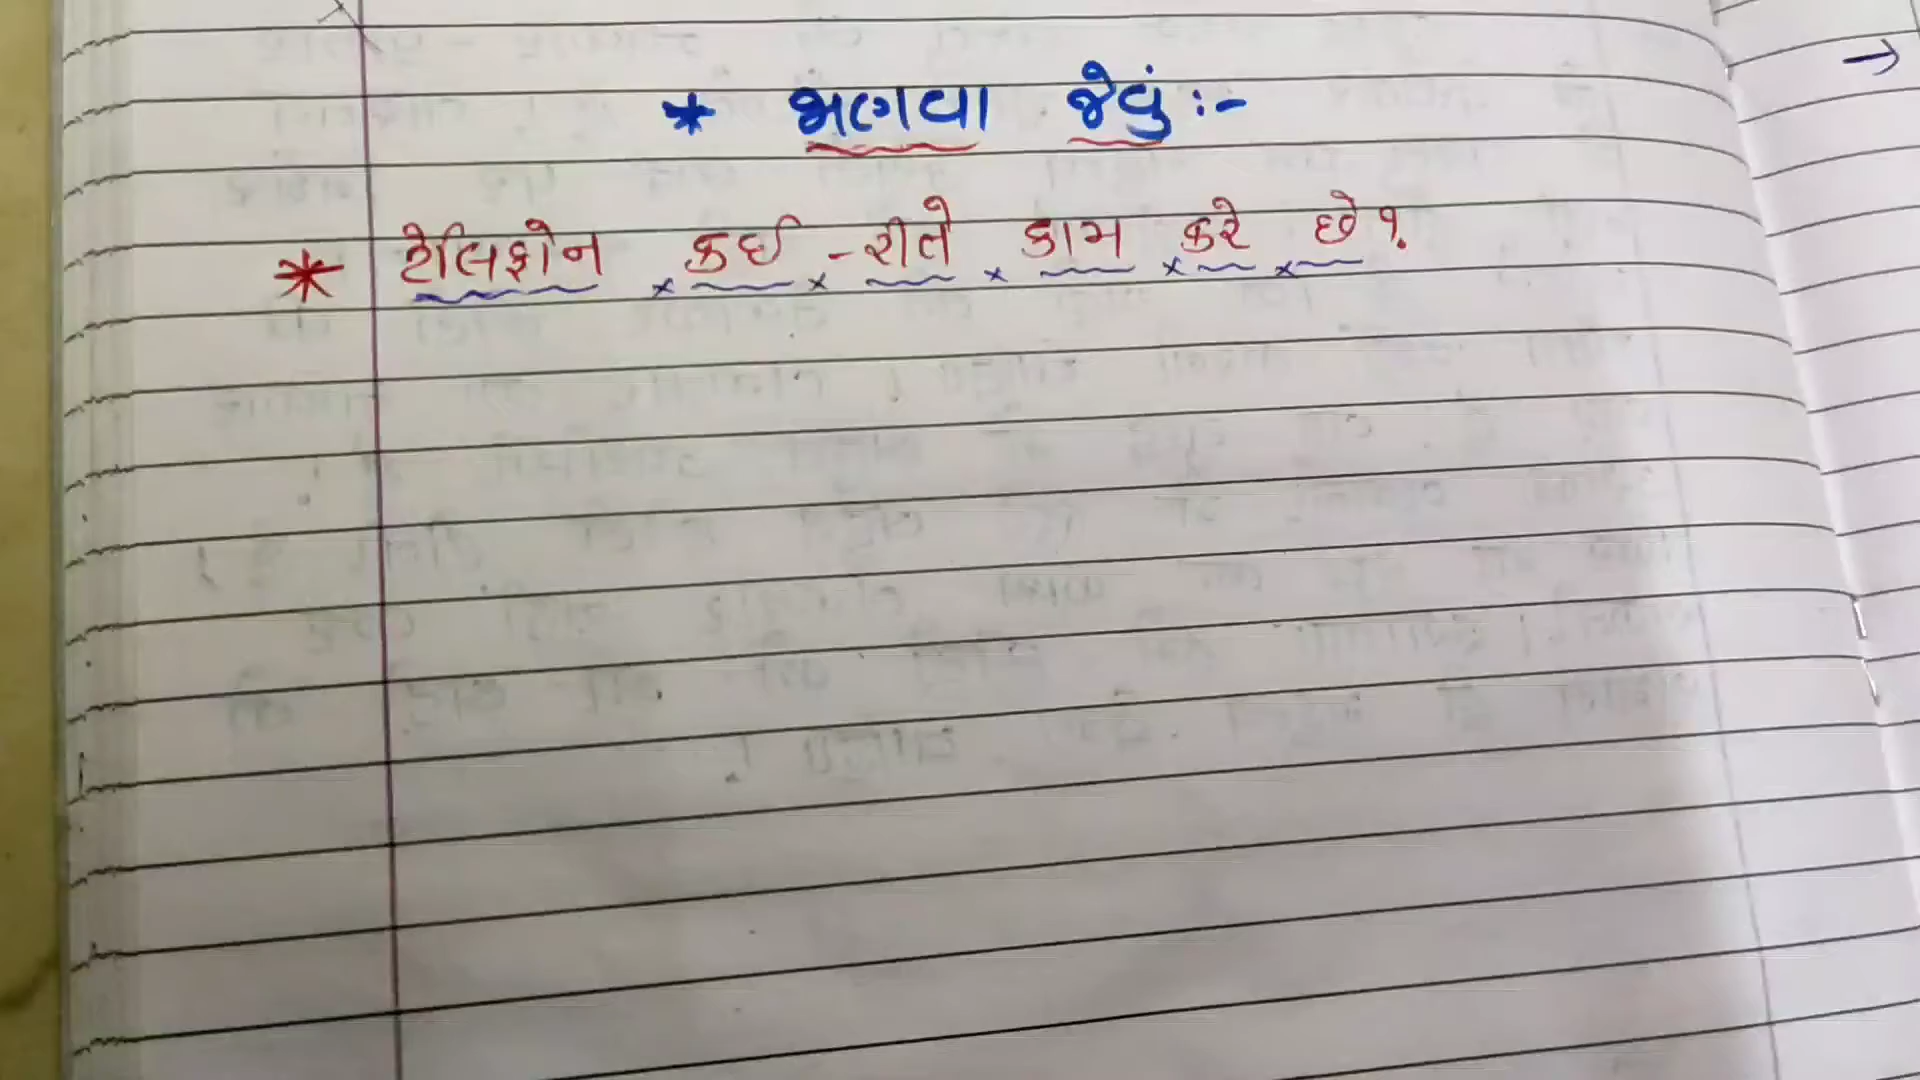 * જાણવા જેવું :-
* ટેલિફોન કઈ રીતે કામ કરે છે ?
→